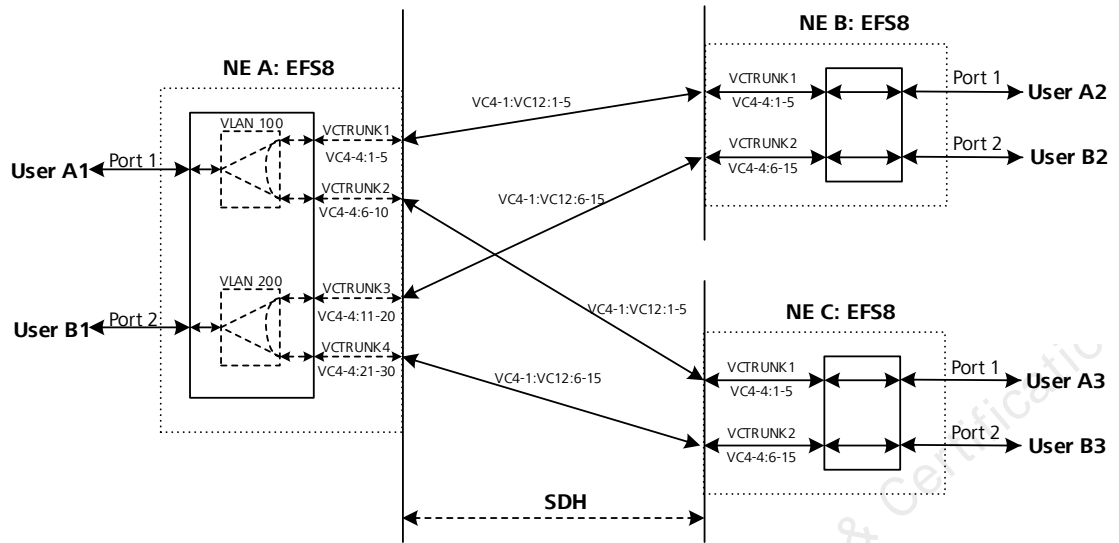 NE B: EFS8
NE A: EFS8
VLAN 100
VCTRUNK1
VC4-4:1-5
VCTRUNK2
VC4-4:6-10
User A1
Port 1
VLAN 200
VCTRUNK3
VC4-4:11-20
VCTRUNK4
VC4-4:21-30
User B1
Port 2
VC4-1:VC12:1-5
VC4-1:VC12:6-15
VC4-1:VC12:1-5
VC4-1:VC12:6-15
SDH
VCTRUNK1
VC4-4:1-5
Port 1
User A2
VCTRUNK2
VC4-4:6-15
Port 2
User B2
NE C: EFS8
VCTRUNK1
VC4-4:1-5
Port 1
User A3
VCTRUNK2
VC4-4:6-15
Port 2
User B3